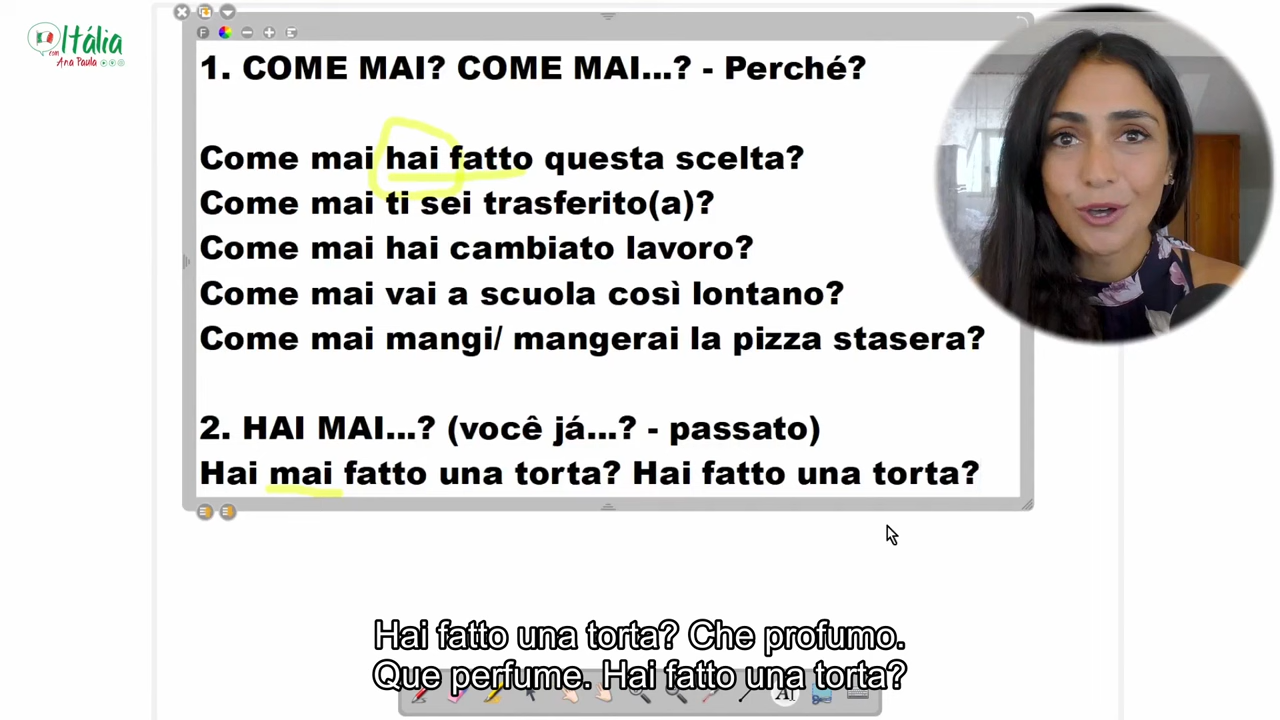 Itália
com
Ana Paula
1. COME MAI? COME MAI...? - Perché?
Come mai hai fatto questa scelta?
Come mai ti sei trasferito(a)?
Come mai hai cambiato lavoro?
Come mai vai a scuola così lontano?
Come mai mangi/ mangerai la pizza stasera?
2. HAI MAI...? (você já...? - passato)
Hai mai fatto una torta? Hai fatto una torta?
Hai fatto una torta? Che profumo.
Que perfume. Hai fatto una torta?